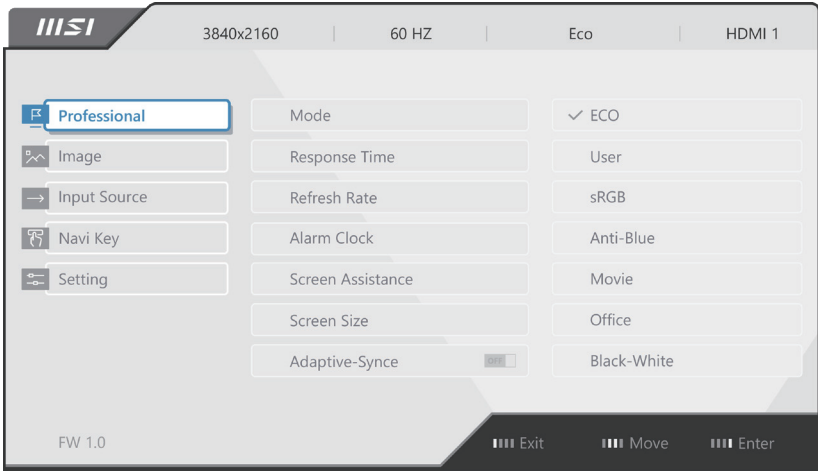 msi 3840x2160 60 HZ Eco HDMI 1
Professional Mode ECO
Image Response Time User
Input Source Refresh Rate sRGB
Navi Key Alarm Clock Anti-Blue
Setting Screen Assistance Movie
Screen Size Office
Adaptive-Synce OFF Black-White
FW 1.0 Exit Move Enter